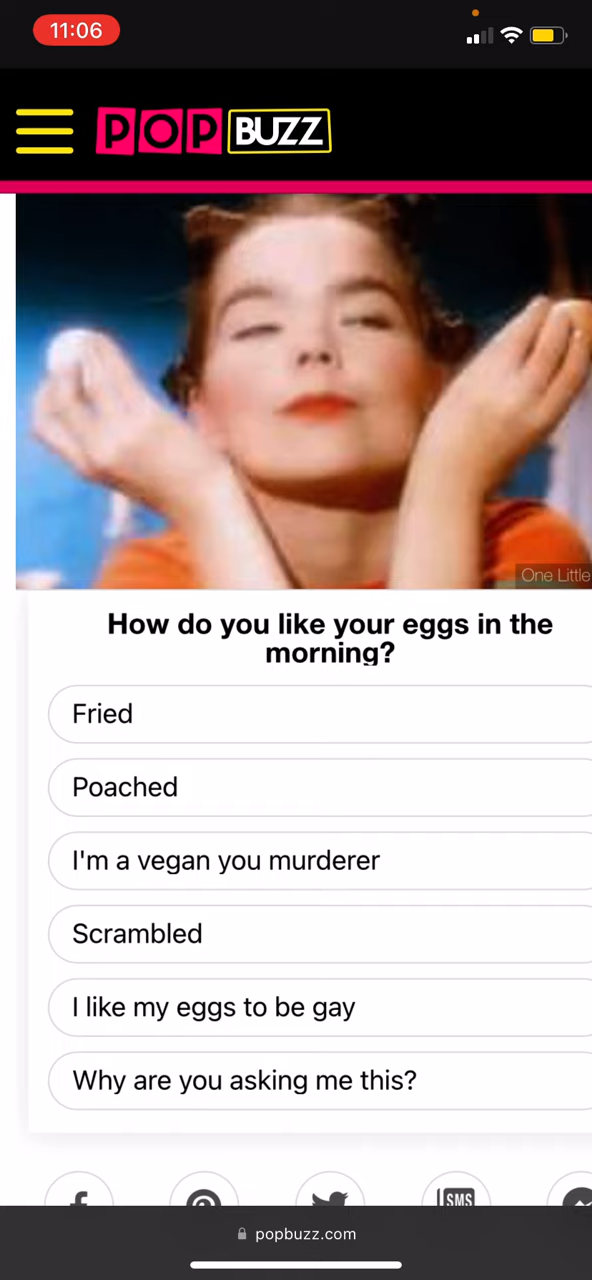 11:06
POP BUZZ
One Little
How do you like your eggs in the
morning?
Fried
Poached
I'm a vegan you murderer
Scrambled
I like my eggs to be gay
Why are you asking me this?
SMS
popbuzz.com